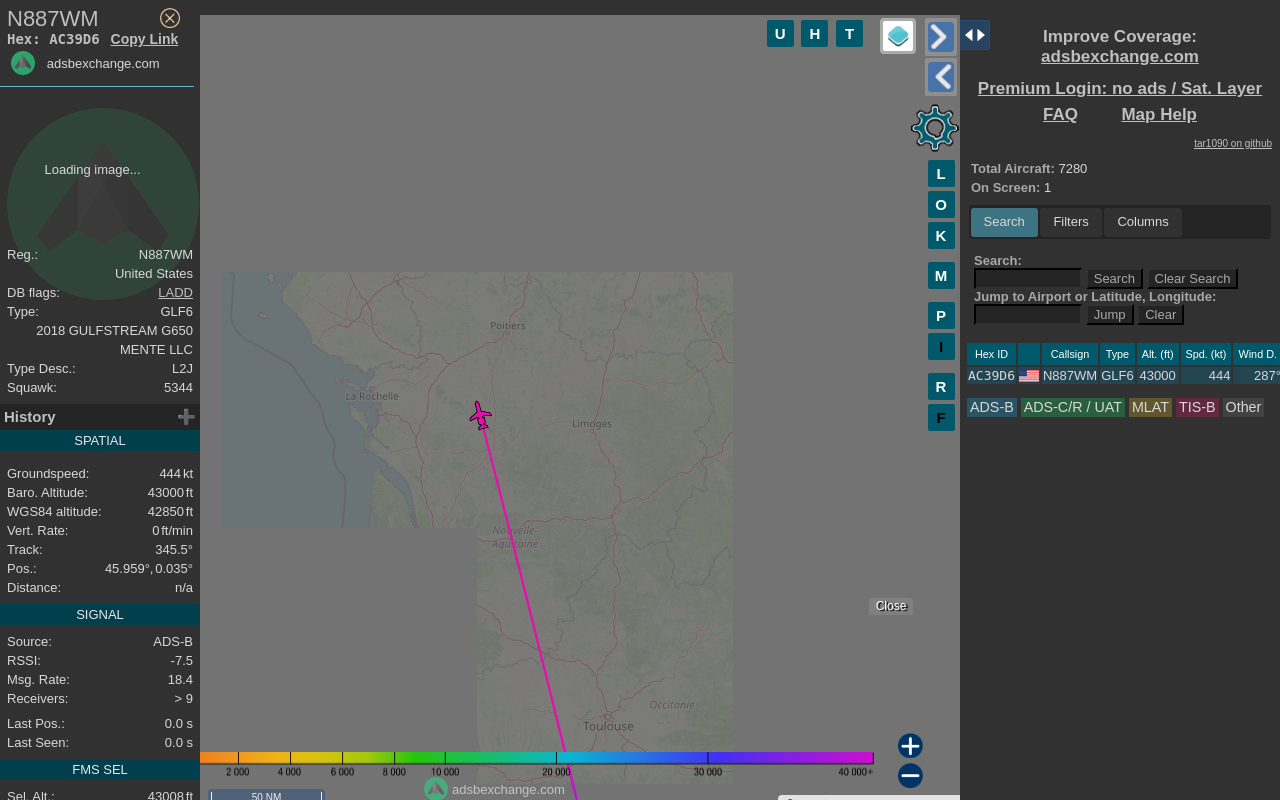 N887WM
Hex: AC39D6 Copy Link
adsbexchange.com
Loading image...
Reg.: N887WM
United States
DB flags: LADD
Type: GLF6
2018 GULFSTREAM G650
MENTE LLC
Type Desc.: L2J
Squawk: 5344
History
SPATIAL
Groundspeed: 444 kt
Baro. Altitude: 43000 ft
WGS84 altitude: 42850 ft
Vert. Rate: 0 ft/min
Track: 345.5°
Pos.: 45.959°, 0.035°
Distance: n/a
SIGNAL
Source: ADS-B
RSSI: -7.5
Msg. Rate: 18.4
Receivers: > 9
Last Pos.: 0.0 s
Last Seen: 0.0 s
FMS SEL
Sel. Alt.: 43008 ft
U H T
L
O
K
M
P
I
R
F
Poitiers
La Rochelle
Limoges
Nouvelle-
Aquitaine
Occitanie
Toulouse
Close
2 000 4 000 6 000 8 000 10 000 20 000 30 000 40 000+
adsbexchange.com
50 NM
Improve Coverage:
adsbexchange.com
Premium Login: no ads / Sat. Layer
FAQ Map Help
tar1090 on github
Total Aircraft: 7280
On Screen: 1
Search Filters Columns
Search:
Search Clear Search
Jump to Airport or Latitude, Longitude:
Jump Clear
Hex ID Callsign Type Alt. (ft) Spd. (kt) Wind D.
AC39D6 N887WM GLF6 43000 444 287°
ADS-B ADS-C/R / UAT MLAT TIS-B Other